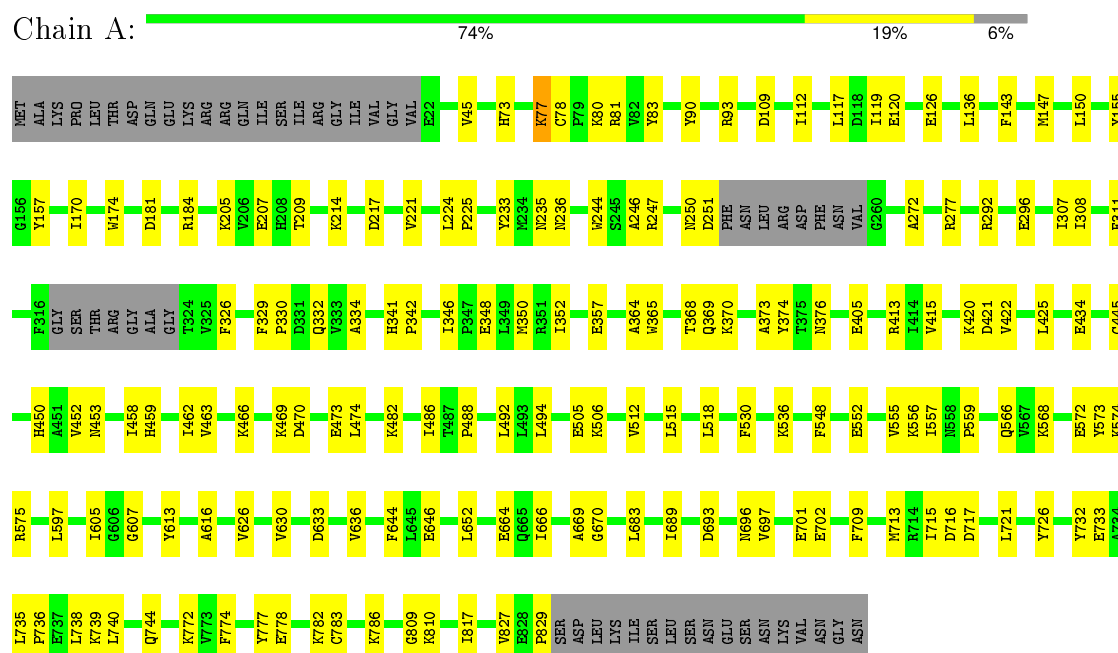 Chain A:
74% 19% 6%
MET ALA LYS PRO LEU THR ASP GLN GLU LYS ARG ARG GLN ILE SER ILE ARG GLY ILE VAL GLY VAL E22 V45 H73 K77 C78 P79 K80 R81 V82 Y83 Y90 R93 D109 I112 L117 D118 I119 E120 E126 L136 F143 M147 L150 Y155
G156 Y157 I170 W174 D181 R184 K205 V206 E207 H208 T209 K214 D217 V221 L224 P225 Y233 M234 N235 N236 W244 S245 A246 R247 N250 D251 PHE ASN LEU ARG ASP PHE ASN VAL G260 A272 R277 R292 E296 I307 I308 E311
F316 GLY SER THR ARG GLY ALA GLY T324 V325 F326 F329 P330 D331 Q332 V333 A334 H341 P342 I346 P347 E348 L349 M350 R351 I352 E357 A364 W365 T368 Q369 K370 A373 Y374 T375 N376 E405 R413 I414 V415 K420 D421 V422 L425 E434 C445
H450 A451 V452 N453 I458 H459 I462 V463 K466 K469 D470 E473 L474 K482 I486 T487 P488 L492 L493 L494 E505 K506 V512 L515 L518 F530 K536 F548 E552 V555 K556 I557 N558 P559 Q566 V567 K568 E572 Y573 K574
R575 L597 I605 G606 G607 Y613 A616 V626 V630 D633 V636 F644 L645 E646 L652 E664 Q665 I666 A669 G670 L683 I689 D693 N696 V697 E701 E702 F709 M713 R714 I715 D716 D717 L721 Y726 Y732 E733 A734
L735 P736 E737 L738 K739 L740 Q744 K772 V773 F774 Y777 E778 K782 C783 K786 G809 K810 I817 V827 E828 P829 SER ASP LEU LYS ILE SER LEU SER ASN GLU SER ASN LYS VAL ASN GLY ASN